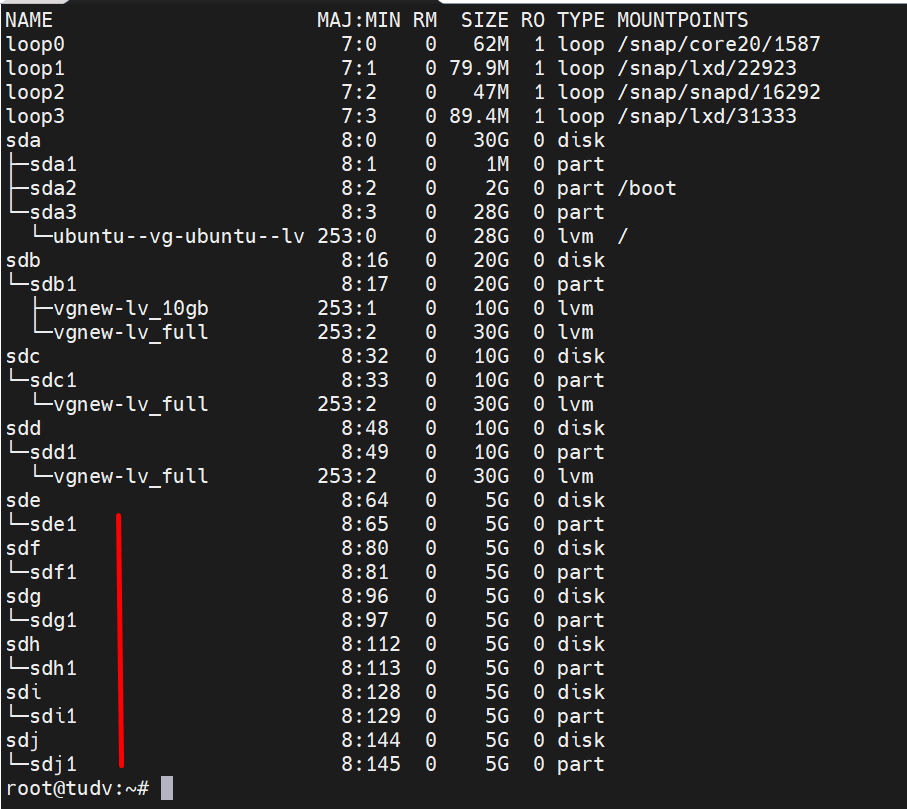 NAME                      MAJ:MIN RM  SIZE RO TYPE MOUNTPOINTS
loop0                       7:0    0   62M  1 loop /snap/core20/1587
loop1                       7:1    0 79.9M  1 loop /snap/lxd/22923
loop2                       7:2    0   47M  1 loop /snap/snapd/16292
loop3                       7:3    0 89.4M  1 loop /snap/lxd/31333
sda                         8:0    0   30G  0 disk
├─sda1                      8:1    0    1M  0 part
├─sda2                      8:2    0    2G  0 part /boot
└─sda3                      8:3    0   28G  0 part
  └─ubuntu--vg-ubuntu--lv 253:0    0   28G  0 lvm  /
sdb                         8:16   0   20G  0 disk
└─sdb1                      8:17   0   20G  0 part
  ├─vgnew-lv_10gb         253:1    0   10G  0 lvm
  └─vgnew-lv_full         253:2    0   30G  0 lvm
sdc                         8:32   0   10G  0 disk
└─sdc1                      8:33   0   10G  0 part
  └─vgnew-lv_full         253:2    0   30G  0 lvm
sdd                         8:48   0   10G  0 disk
└─sdd1                      8:49   0   10G  0 part
  └─vgnew-lv_full         253:2    0   30G  0 lvm
sde                         8:64   0    5G  0 disk
└─sde1                      8:65   0    5G  0 part
sdf                         8:80   0    5G  0 disk
└─sdf1                      8:81   0    5G  0 part
sdg                         8:96   0    5G  0 disk
└─sdg1                      8:97   0    5G  0 part
sdh                         8:112  0    5G  0 disk
└─sdh1                      8:113  0    5G  0 part
sdi                         8:128  0    5G  0 disk
└─sdi1                      8:129  0    5G  0 part
sdj                         8:144  0    5G  0 disk
└─sdj1                      8:145  0    5G  0 part
root@tudv:~#